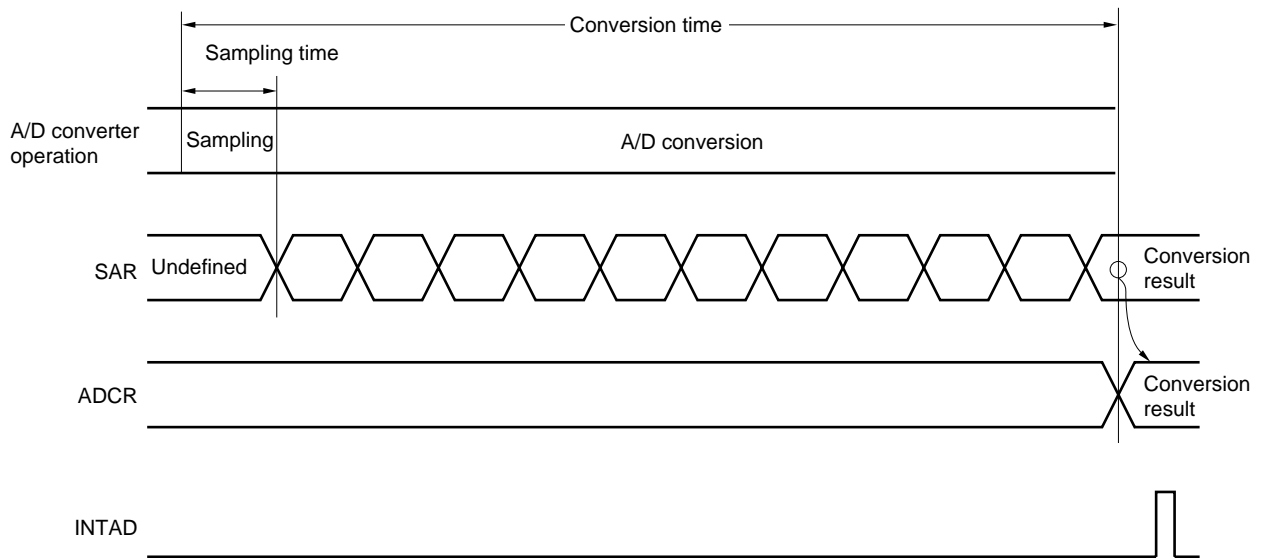 Conversion time
Sampling time
A/D converter
operation
Sampling
A/D conversion
SAR
Undefined
Conversion
result
ADCR
Conversion
result
INTAD